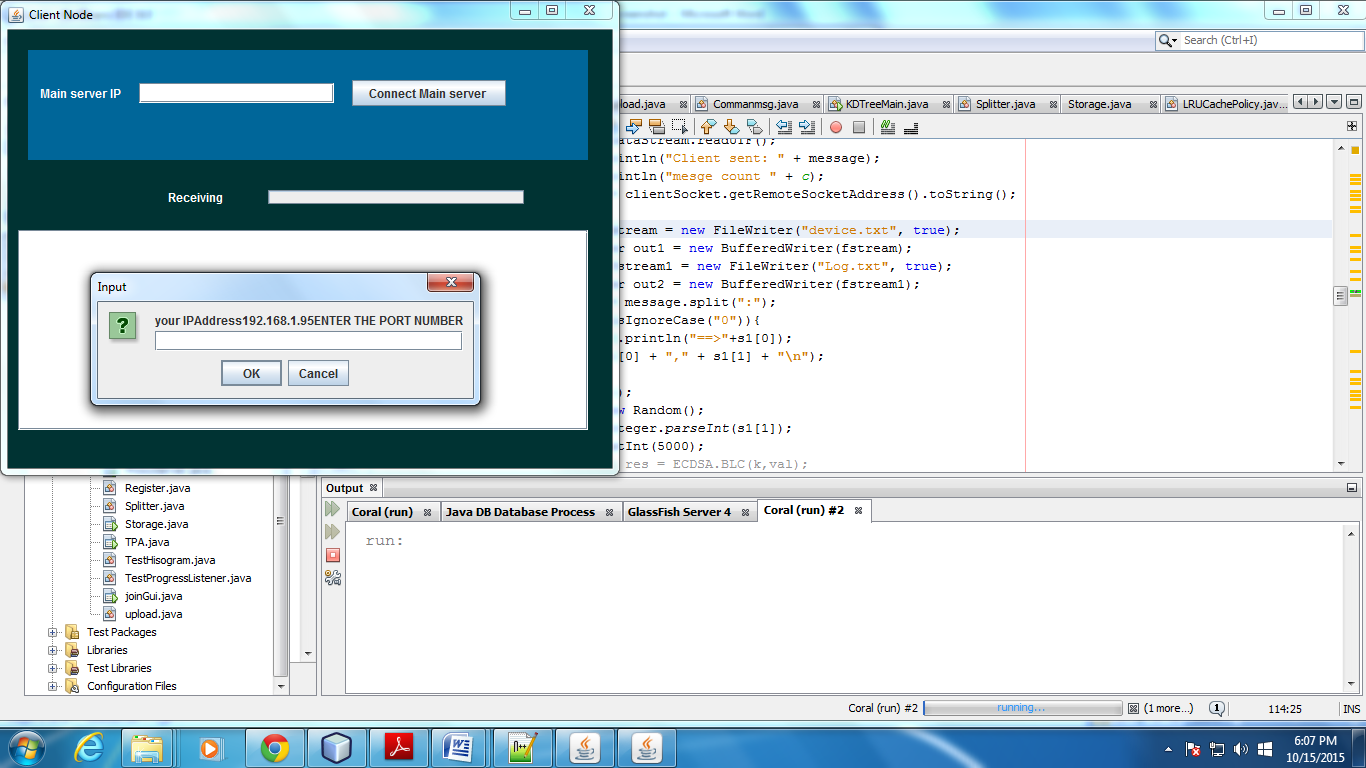 Client Node
Main server IP
Connect Main server
Receiving
Input
your IPAddress192.168.1.95ENTER THE PORT NUMBER
OK
Cancel
Search (Ctrl+I)
load.java
Commanmsg.java
KDTreeMain.java
Splitter.java
Storage.java
LRUCachePolicy.jav...
ataStream.readUTF();
intln("Client sent: " + message);
intln("mesge count " + c);
clientSocket.getRemoteSocketAddress().toString();
tream = new FileWriter("device.txt", true);
r out1 = new BufferedWriter(fstream);
stream1 = new FileWriter("Log.txt", true);
r out2 = new BufferedWriter(fstream1);
message.split(":");
sIgnoreCase("0")){
.println("==>"+s1[0]);
[0] + "," + s1[1] + "\n");
);
w Random();
teger.parseInt(s1[1]);
tInt(5000);
res = ECDSA.BLC(k,val);
Register.java
Splitter.java
Storage.java
TPA.java
TestHisogram.java
TestProgressListener.java
joinGui.java
upload.java
Test Packages
Libraries
Test Libraries
Configuration Files
Output
Coral (run)
Java DB Database Process
GlassFish Server 4
Coral (run) #2
run:
Coral (run) #2
running...
(1 more...)
1
114:25
INS
6:07 PM
10/15/2015